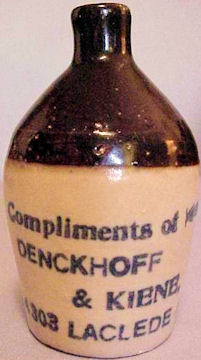 Compliments of
DENCKHOFF
& KIENE
1303 LACLEDE